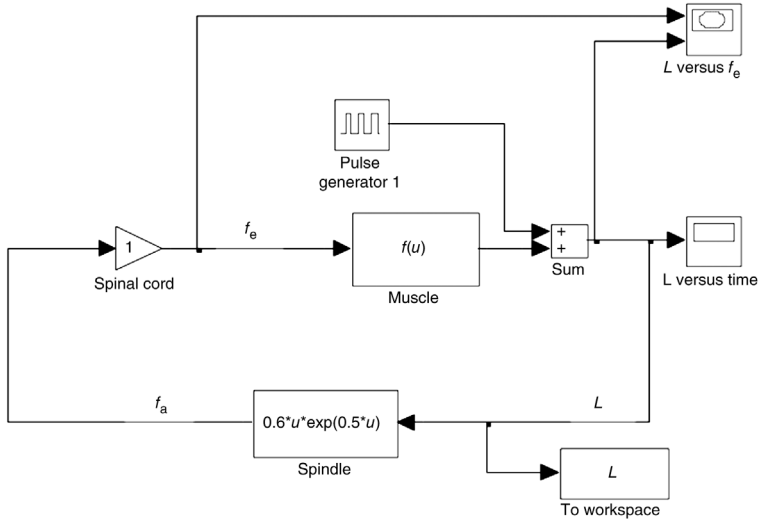 L versus fe
Pulse
generator 1
fe
1
Spinal cord
f(u)
Muscle
+
+
Sum
L versus time
fa
0.6*u*exp(0.5*u)
Spindle
L
L
To workspace